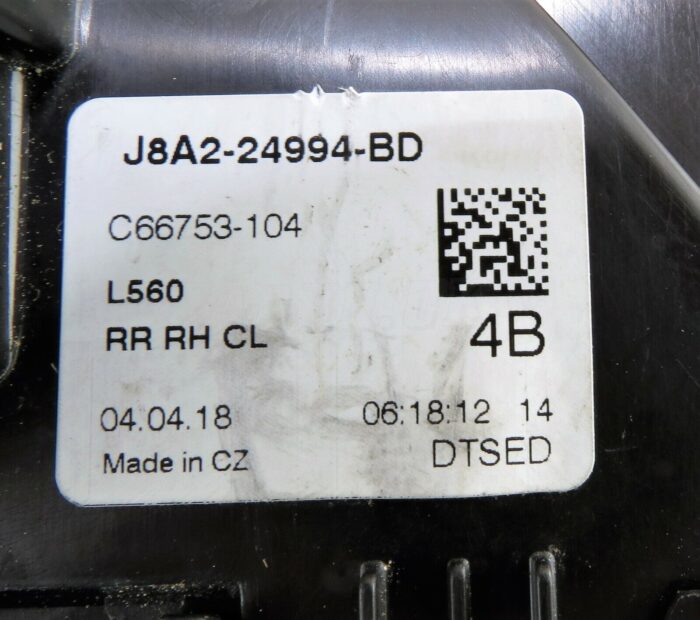 J8A2-24994-BD
C66753-104
L560
RR RH CL
4B
04.04.18 06:18:12 14
Made in CZ DTSED